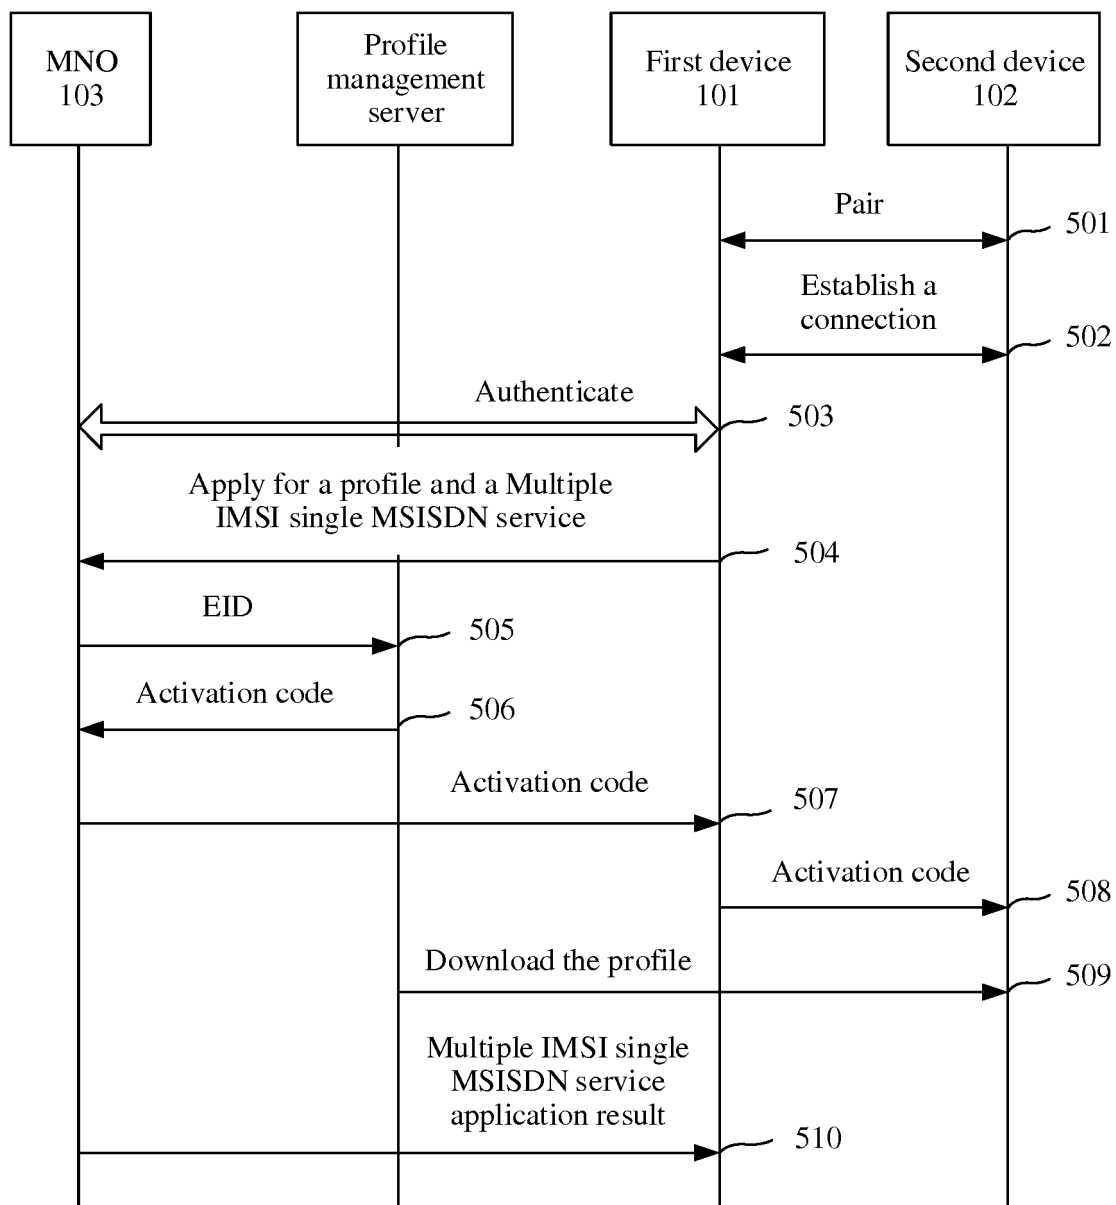 MNO
103
Profile
management
server
First device
101
Second device
102
Pair
501
Establish a
connection
502
Authenticate
503
Apply for a profile and a Multiple
IMSI single MSISDN service
504
EID
505
Activation code
506
Activation code
507
Activation code
508
Download the profile
509
Multiple IMSI single
MSISDN service
application result
510